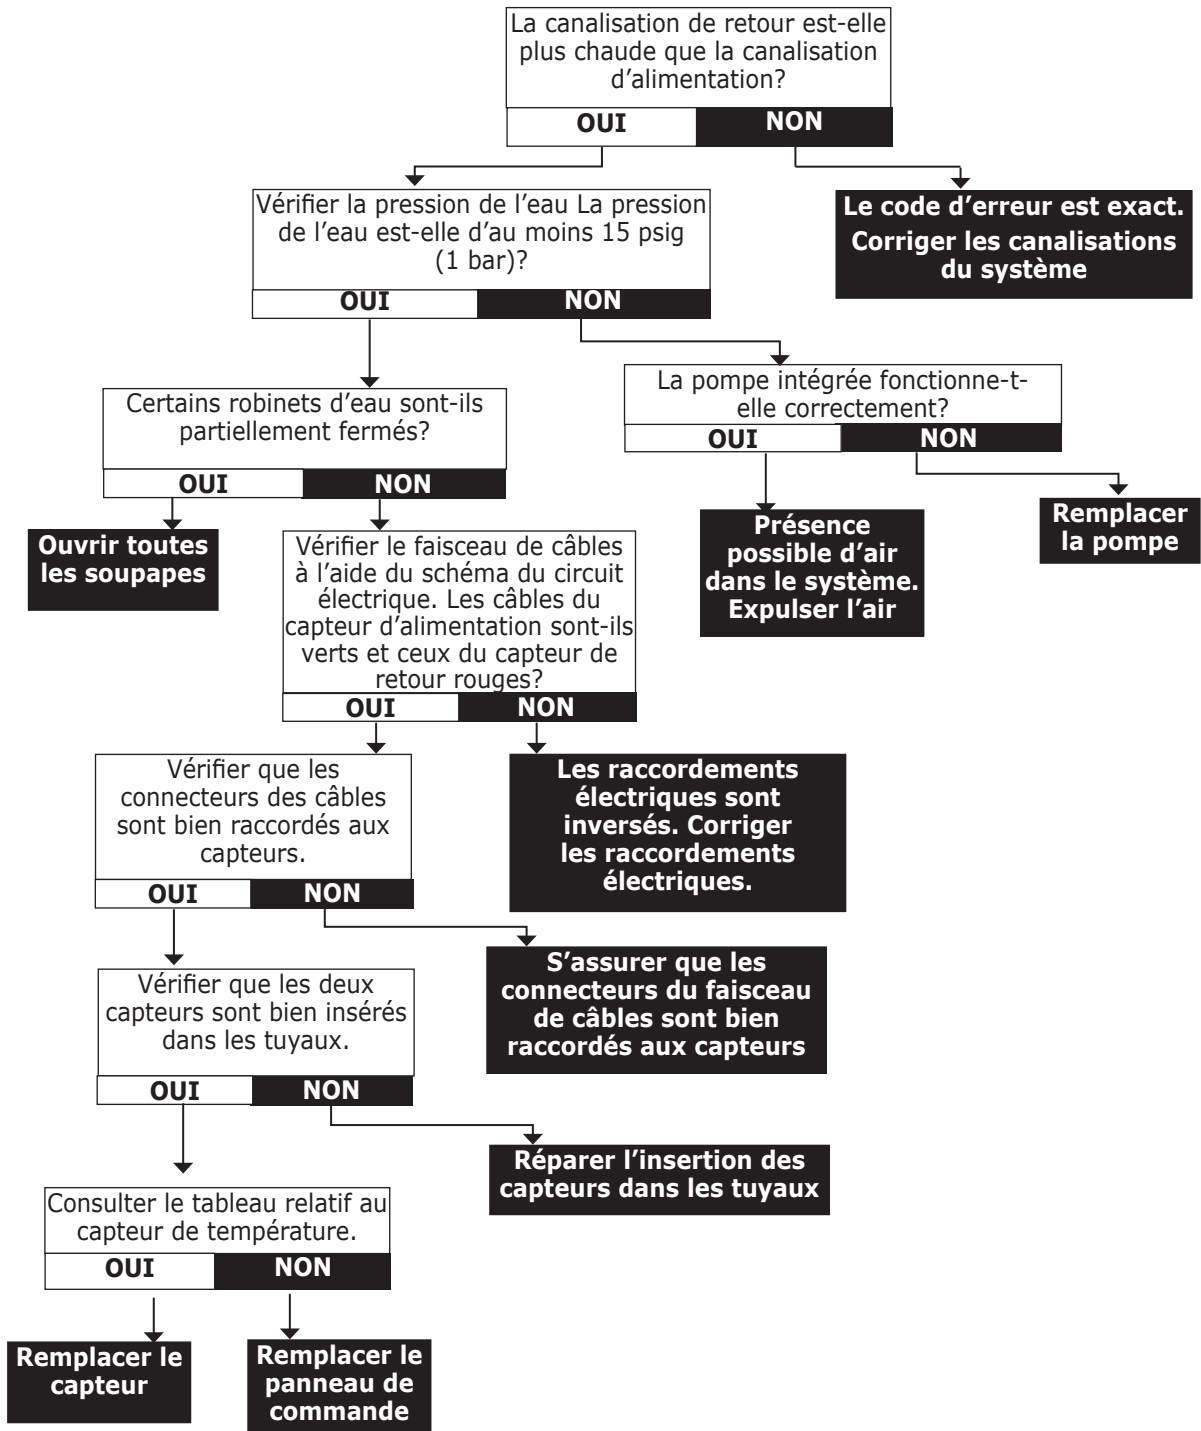 La canalisation de retour est-elle
plus chaude que la canalisation
d'alimentation?
OUI
NON
Vérifier la pression de l'eau La pression
de l'eau est-elle d'au moins 15 psig
(1 bar)?
OUI
NON
Le code d'erreur est exact.
Corriger les canalisations
du système
Certains robinets d'eau sont-ils
partiellement fermés?
OUI
NON
La pompe intégrée fonctionne-t-
elle correctement?
OUI
NON
Ouvrir toutes
les soupapes
Vérifier le faisceau de câbles
à l'aide du schéma du circuit
électrique. Les câbles du
capteur d'alimentation sont-ils
verts et ceux du capteur de
retour rouges?
OUI
NON
Présence
possible d'air
dans le système.
Expulser l'air
Remplacer
la pompe
Vérifier que les
connecteurs des câbles
sont bien raccordés aux
capteurs.
OUI
NON
Les raccordements
électriques sont
inversés. Corriger
les raccordements
électriques.
Vérifier que les deux
capteurs sont bien insérés
dans les tuyaux.
OUI
NON
S'assurer que les
connecteurs du faisceau
de câbles sont bien
raccordés aux capteurs
Réparer l'insertion des
capteurs dans les tuyaux
Consulter le tableau relatif au
capteur de température.
OUI
NON
Remplacer le
capteur
Remplacer le
panneau de
commande